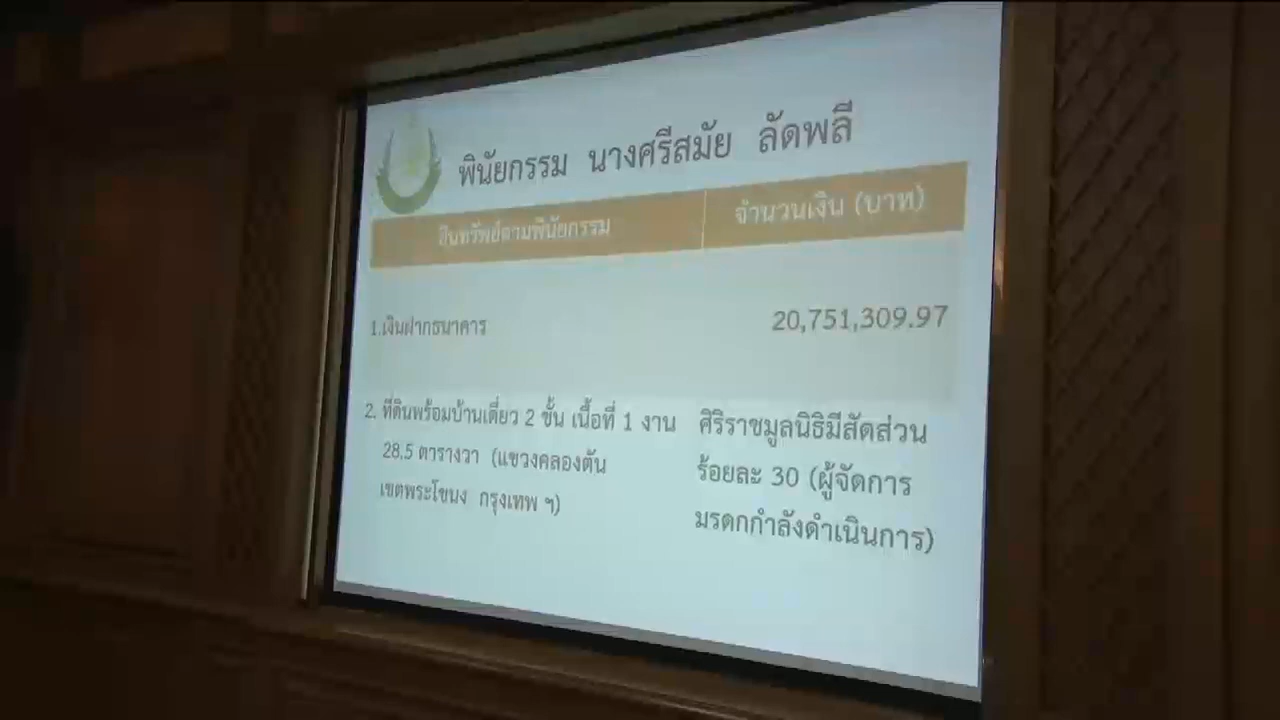 พินัยกรรม นางศรีสมัย ลัดพลี
สินทรัพย์ตามพินัยกรรม
จำนวนเงิน (บาท)
1.เงินฝากธนาคาร
20,751,309.97
2. ที่ดินพร้อมบ้านเดี่ยว 2 ชั้น เนื้อที่ 1 งาน
28.5 ตารางวา (แขวงคลองตัน
เขตพระโขนง กรุงเทพ ฯ)
ศิริราชมูลนิธิมีสัดส่วน
ร้อยละ 30 (ผู้จัดการ
มรดกกำลังดำเนินการ)